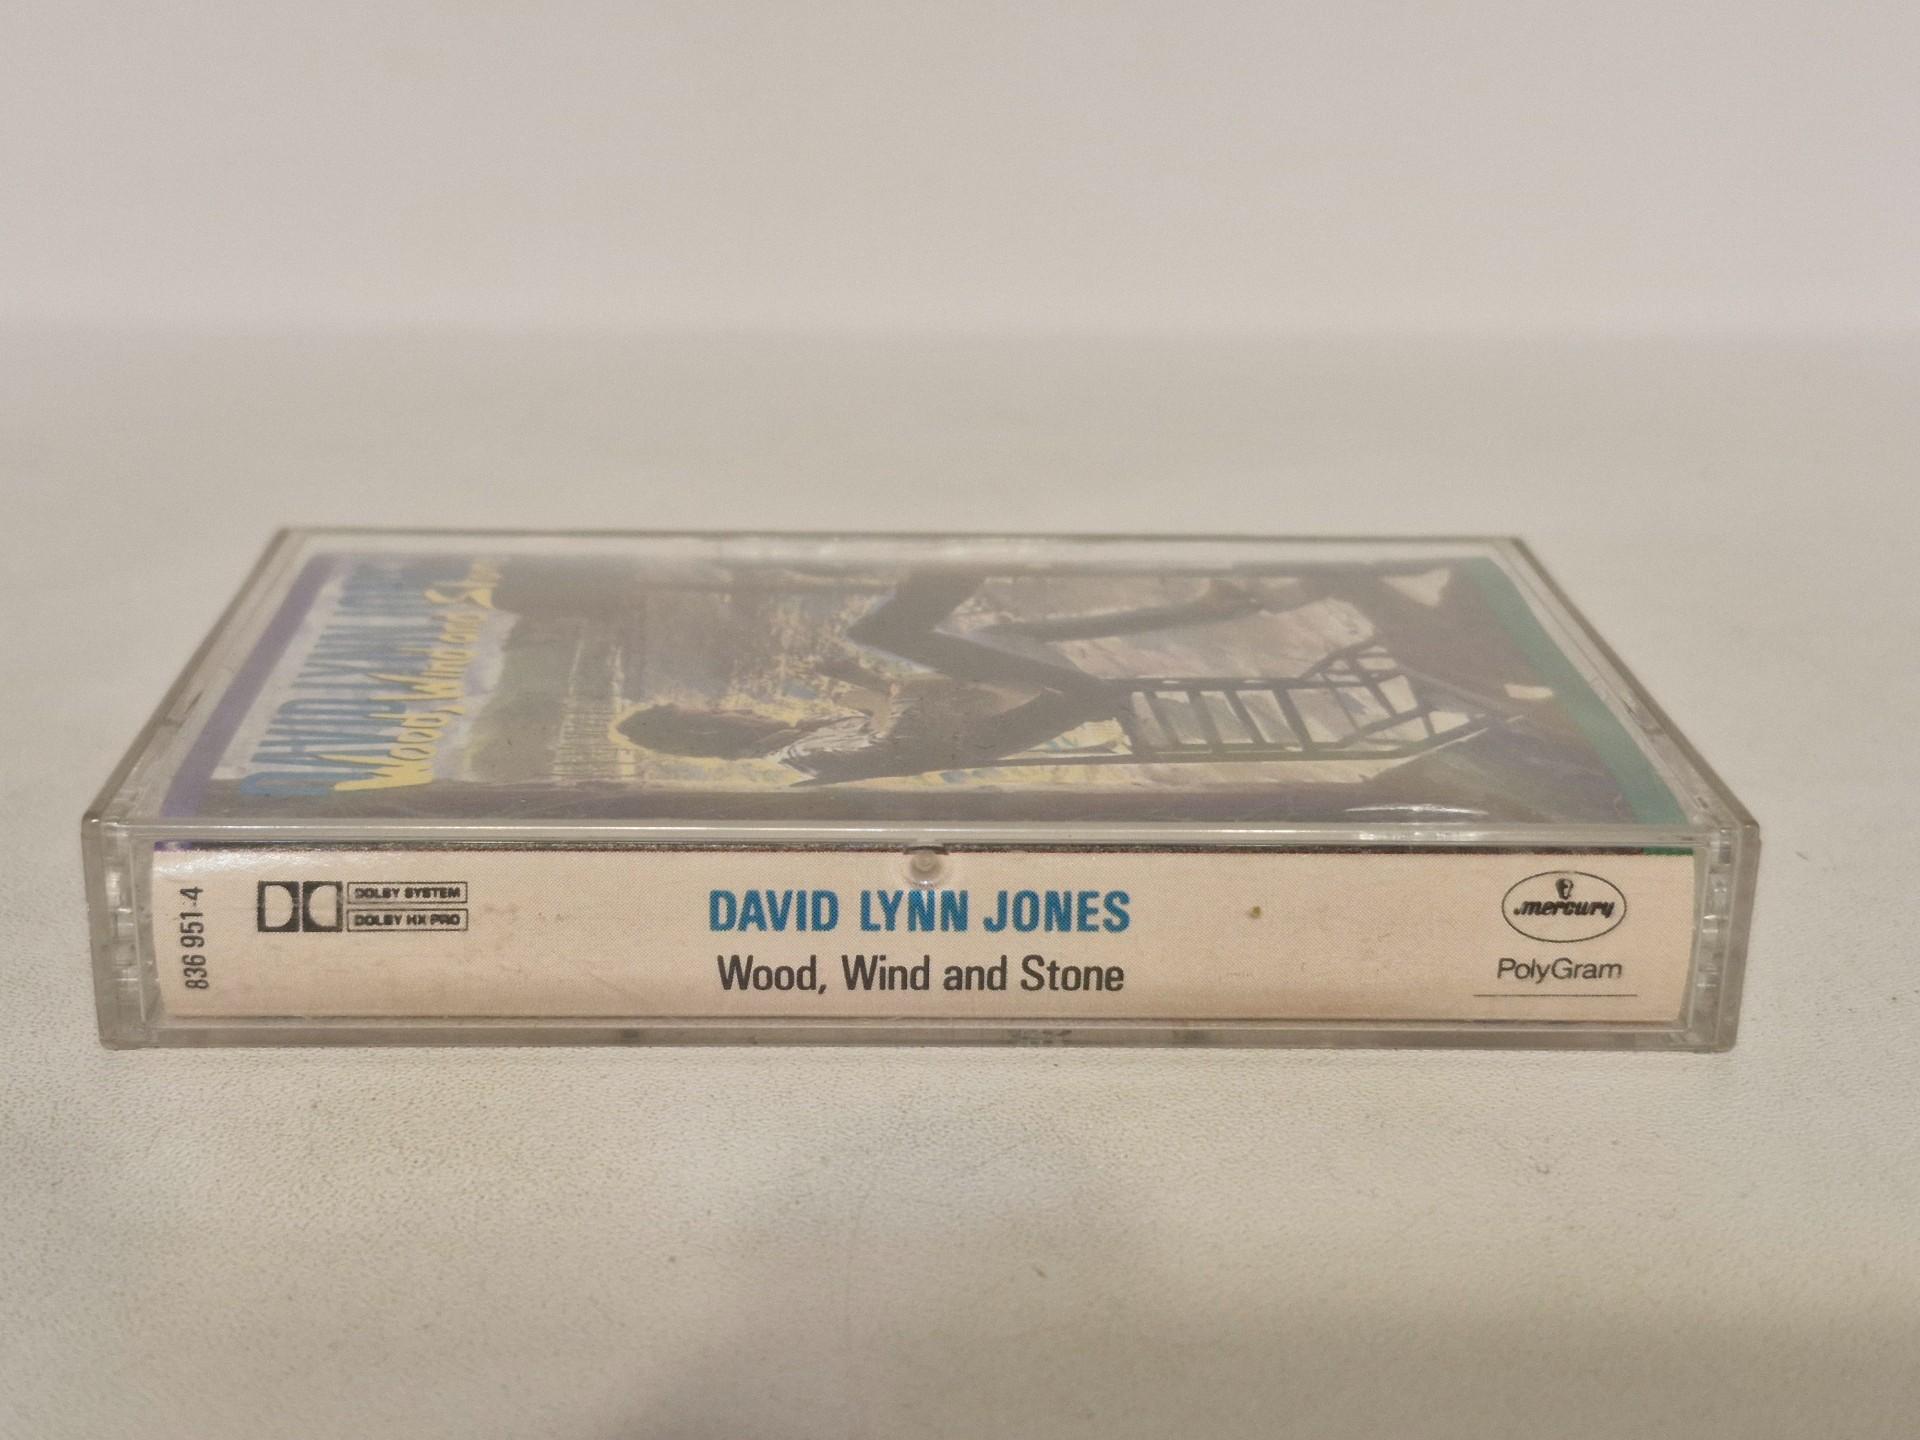 DAVID LYNN JONES
Wood, Wind and Stone
836 951-4
DOLBY SYSTEM
DOLBY HX PRO
DAVID LYNN JONES
Wood, Wind and Stone
mercury
PolyGram